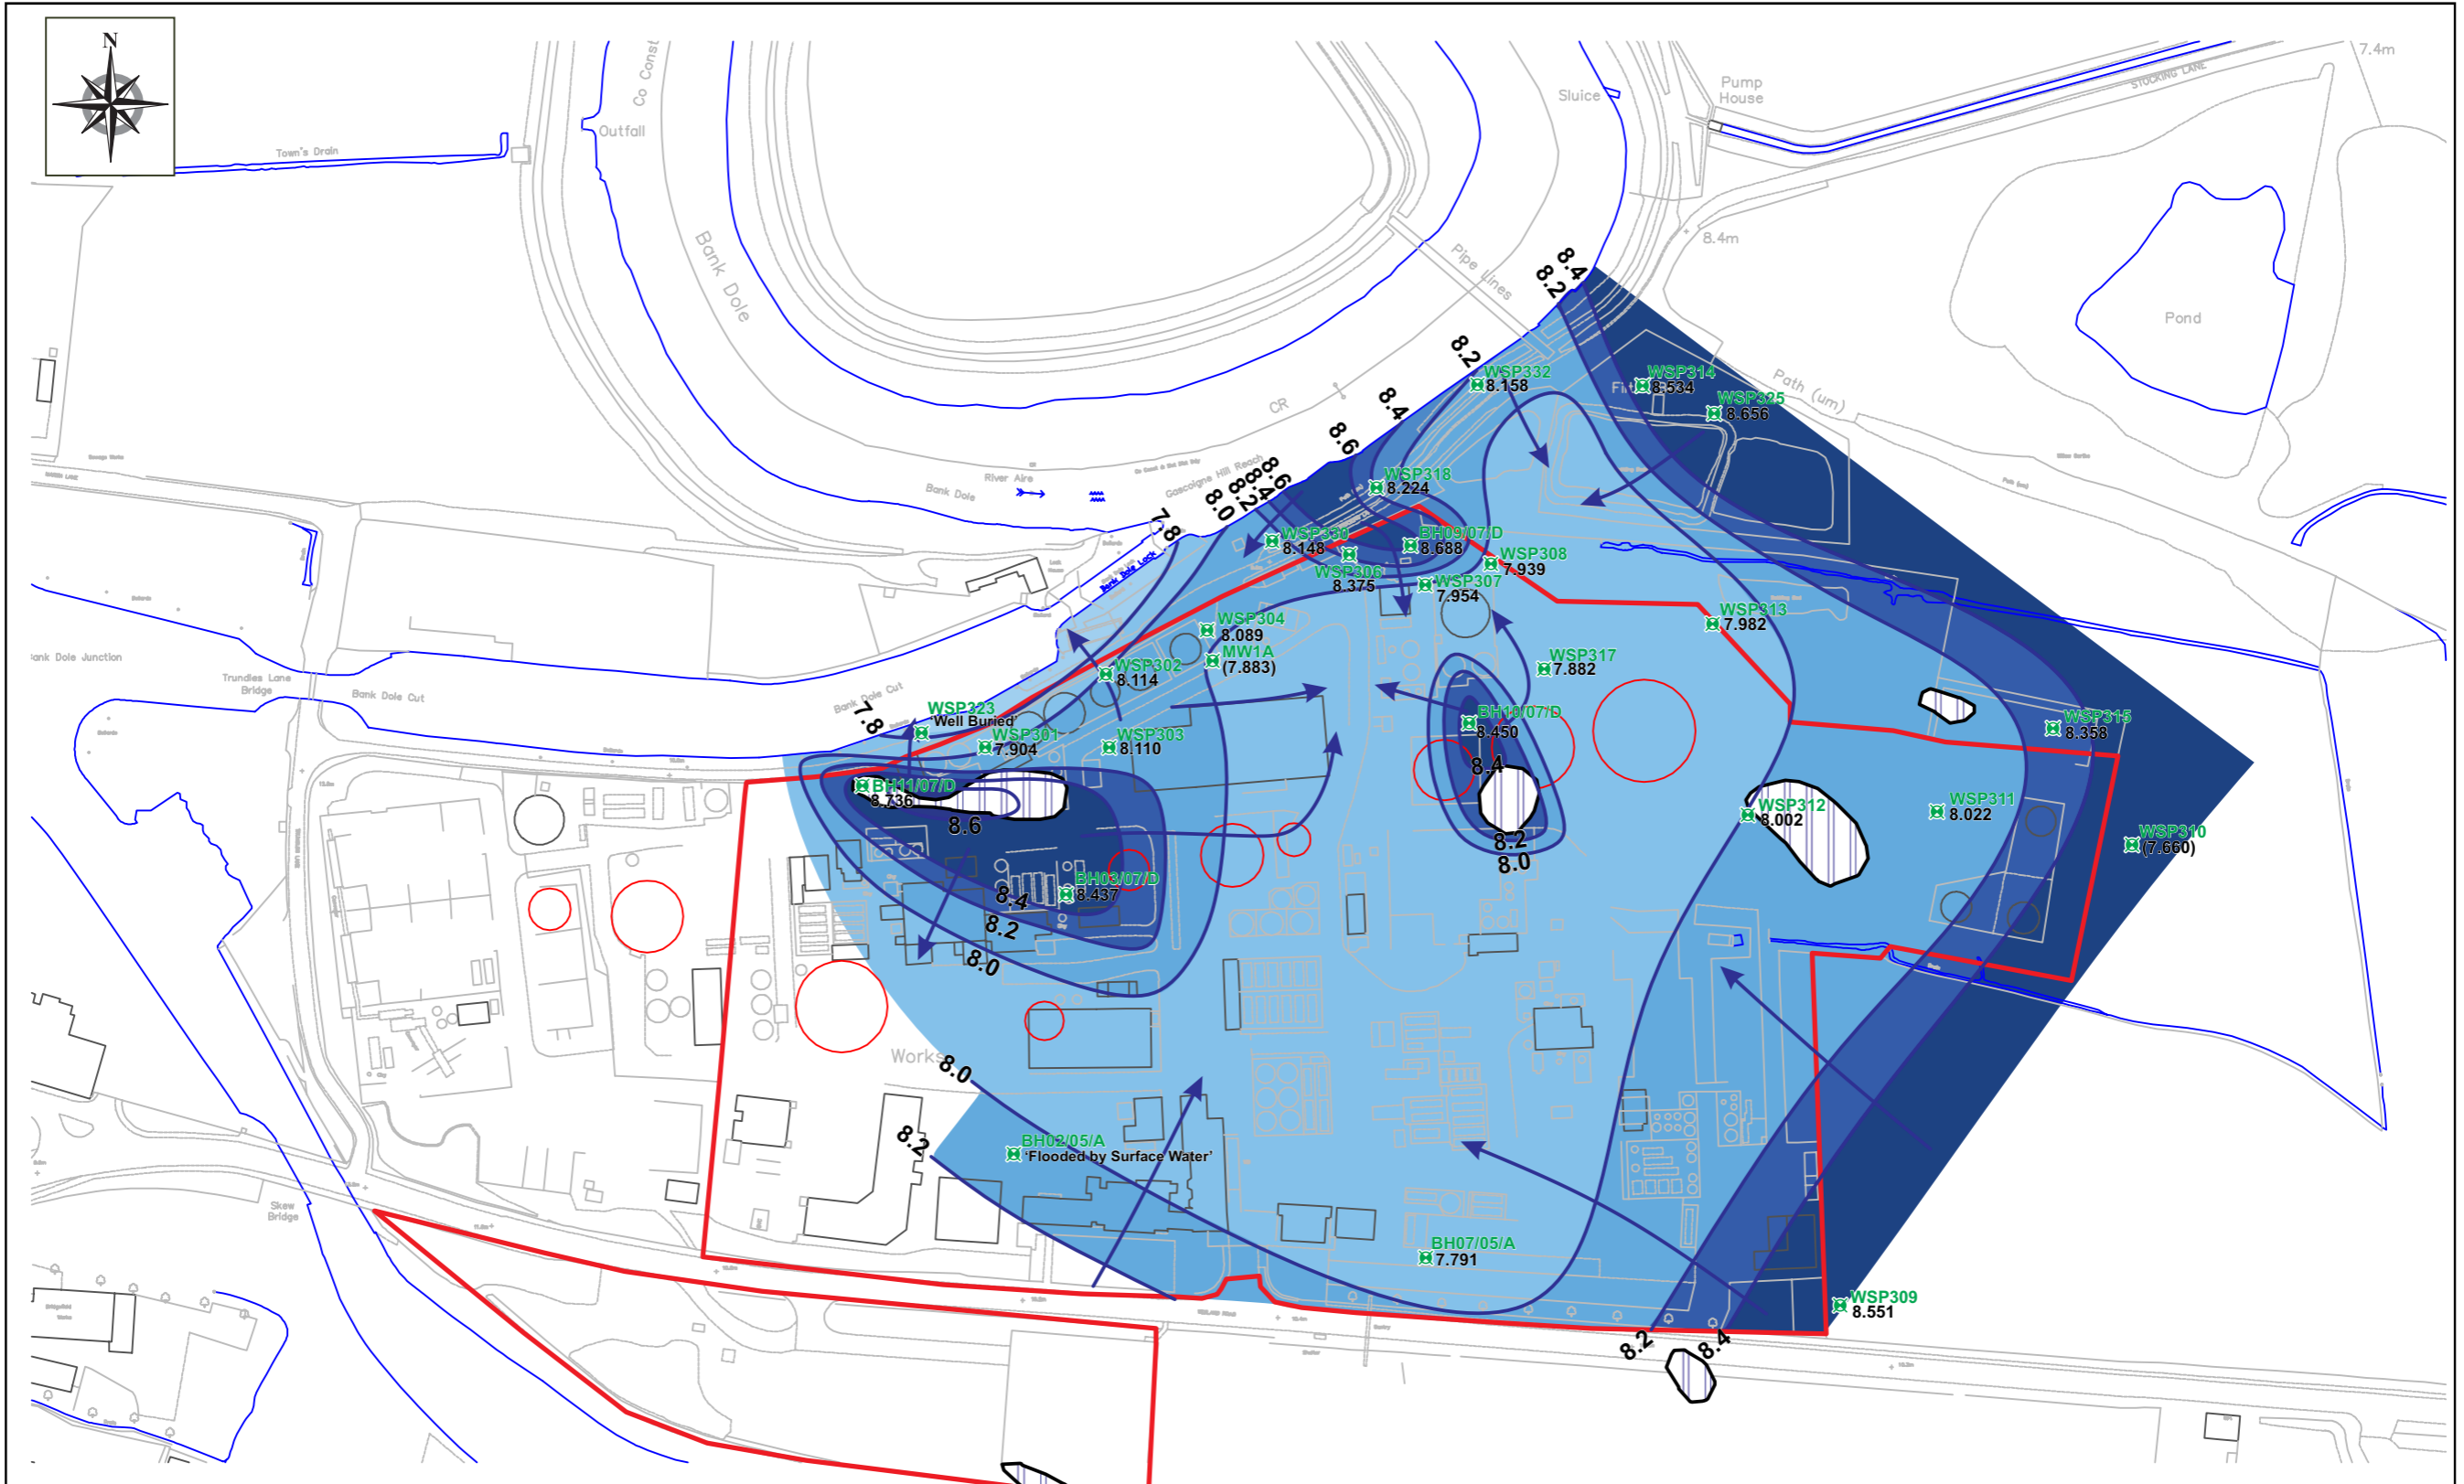 N
7.4m
STOCKING LANE
Pump
House
Sluice
Co Const
Outfall
Town's Drain
Bank Dole
Pipe Lines
8.4m
Pond
Path (um)
8.4
8.2
8.2
WSP332
8.158
WSP314
8.534
WSP325
8.656
8.4
CR
8.6
WSP318
8.224
8.6
8.4
8.2
8.0
7.8
Gascoigne Hill Reach
River Aire
Bank Dole
WSP330
8.148
BH09/07/D
8.688
WSP306
8.375
WSP308
7.939
WSP307
7.954
Bank Dole Lock
WSP304
8.089
MW1A
(7.883)
WSP313
7.982
WSP317
7.882
WSP302
8.114
ank Dole Junction
Trundles Lane
Bridge
Bank Dole Cut
Bank Dole Cut
7.8
WSP323
'Well Buried'
WSP301
7.904
WSP303
8.110
BH10/07/D
8.450
8.4
WSP315
8.358
BH11/07/D
8.736
8.6
WSP312
8.002
WSP311
8.022
WSP310
(7.660)
8.2
8.0
BH03/07/D
8.437
8.4
8.2
8.0
Works
8.0
8.2
BH02/05/A
'Flooded by Surface Water'
Skew
Bridge
BH07/05/A
7.791
WSP309
8.551
8.2
8.4